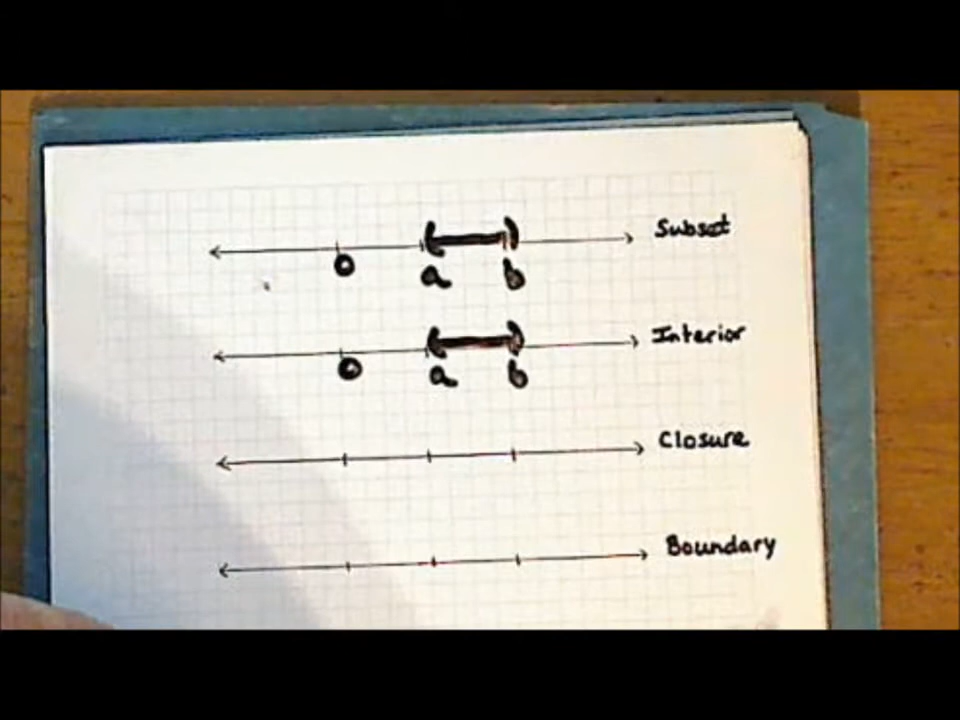 Subset
0 a b
Interior
0 a b
Closure
Boundary